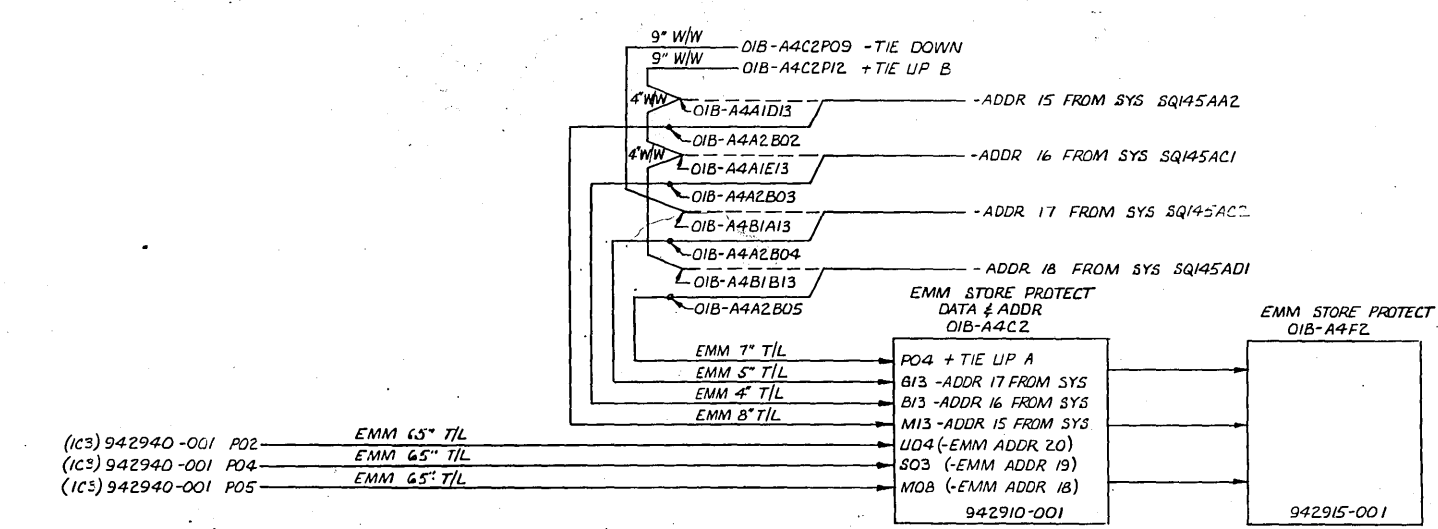 9" W/W
01B-A4C2P09 -TIE DOWN
9" W/W
01B-A4C2P12 +TIE UP B
4" W/W
01B-A4A1D13
-ADDR 15 FROM SYS SQ145AA2
01B-A4A2B02
4" W/W
01B-A4A1E13
-ADDR 16 FROM SYS SQ145AC1
01B-A4A2B03
01B-A4B1A13
-ADDR 17 FROM SYS SQ145AC2
01B-A4A2B04
01B-A4B1B13
-ADDR 18 FROM SYS SQ145AD1
01B-A4A2B05
EMM STORE PROTECT
DATA & ADDR
01B-A4C2
EMM STORE PROTECT
01B-A4F2
EMM 7" T/L
P04 + TIE UP A
EMM 5" T/L
G13 -ADDR 17 FROM SYS
EMM 4" T/L
B13 -ADDR 16 FROM SYS
EMM 8" T/L
M13 -ADDR 15 FROM SYS
(1C3) 942940-001 P02
EMM 65" T/L
U04 (-EMM ADDR 20)
(1C3) 942940-001 P04
EMM 65" T/L
S03 (-EMM ADDR 19)
(1C3) 942940-001 P05
EMM 65" T/L
M08 (-EMM ADDR 18)
942910-001
942915-001